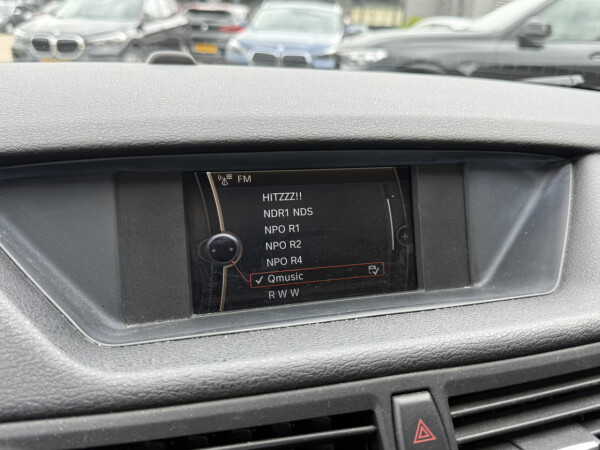 FM
HITZZZ!!
NDR1 NDS
NPO R1
NPO R2
NPO R4
Qmusic
R W W